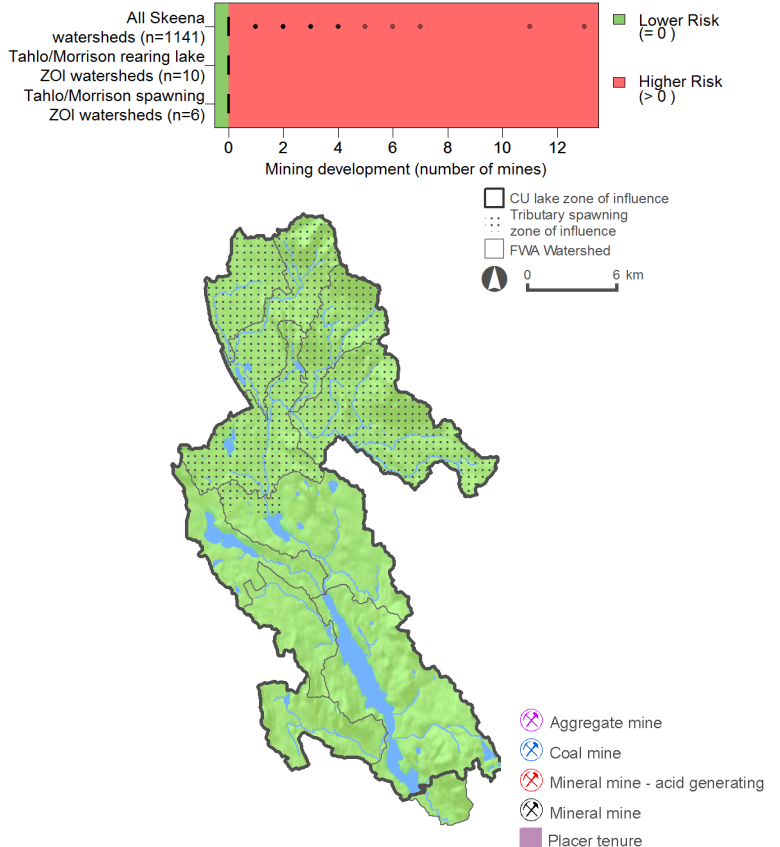 All Skeena
watersheds (n=1141)
Tahlo/Morrison rearing lake
ZOI watersheds (n=10)
Tahlo/Morrison spawning
ZOI watersheds (n=6)
Lower Risk
(= 0 )
Higher Risk
(> 0 )
0 2 4 6 8 10 12
Mining development (number of mines)
CU lake zone of influence
Tributary spawning
zone of influence
FWA Watershed
0 6 km
Aggregate mine
Coal mine
Mineral mine - acid generating
Mineral mine
Placer tenure